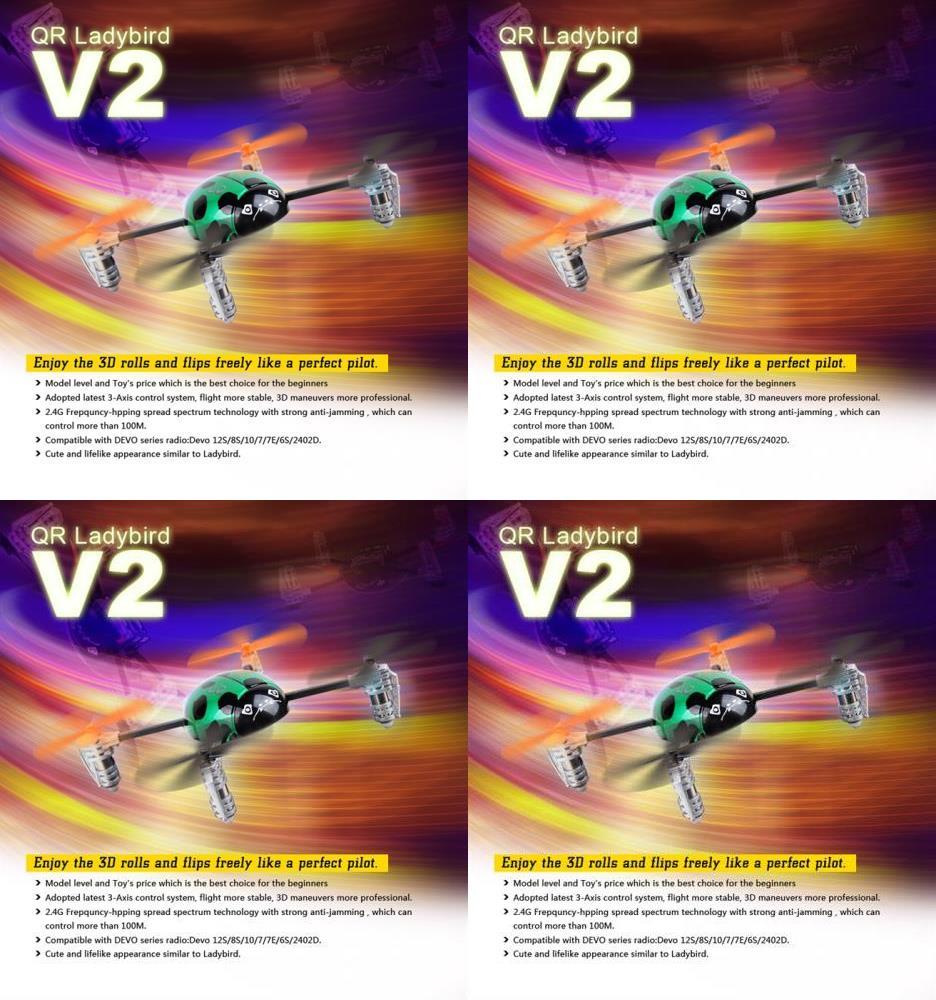 QR Ladybird
V2
Enjoy the 3D rolls and flips freely like a perfect pilot.
Model level and Toy's price which is the best choice for the beginners
Adopted latest 3-Axis control system, flight more stable, 3D maneuvers more professional.
2.4G Frepquncy-hpping spread spectrum technology with strong anti-jamming , which can
control more than 100M.
Compatible with DEVO series radio:Devo 12S/8S/10/7/7E/6S/2402D.
Cute and lifelike appearance similar to Ladybird.
QR Ladybird
V2
Enjoy the 3D rolls and flips freely like a perfect pilot.
Model level and Toy's price which is the best choice for the beginners
Adopted latest 3-Axis control system, flight more stable, 3D maneuvers more professional.
2.4G Frepquncy-hpping spread spectrum technology with strong anti-jamming , which can
control more than 100M.
Compatible with DEVO series radio:Devo 12S/8S/10/7/7E/6S/2402D.
Cute and lifelike appearance similar to Ladybird.
QR Ladybird
V2
Enjoy the 3D rolls and flips freely like a perfect pilot.
Model level and Toy's price which is the best choice for the beginners
Adopted latest 3-Axis control system, flight more stable, 3D maneuvers more professional.
2.4G Frepquncy-hpping spread spectrum technology with strong anti-jamming , which can
control more than 100M.
Compatible with DEVO series radio:Devo 12S/8S/10/7/7E/6S/2402D.
Cute and lifelike appearance similar to Ladybird.
QR Ladybird
V2
Enjoy the 3D rolls and flips freely like a perfect pilot.
Model level and Toy's price which is the best choice for the beginners
Adopted latest 3-Axis control system, flight more stable, 3D maneuvers more professional.
2.4G Frepquncy-hpping spread spectrum technology with strong anti-jamming , which can
control more than 100M.
Compatible with DEVO series radio:Devo 12S/8S/10/7/7E/6S/2402D.
Cute and lifelike appearance similar to Ladybird.